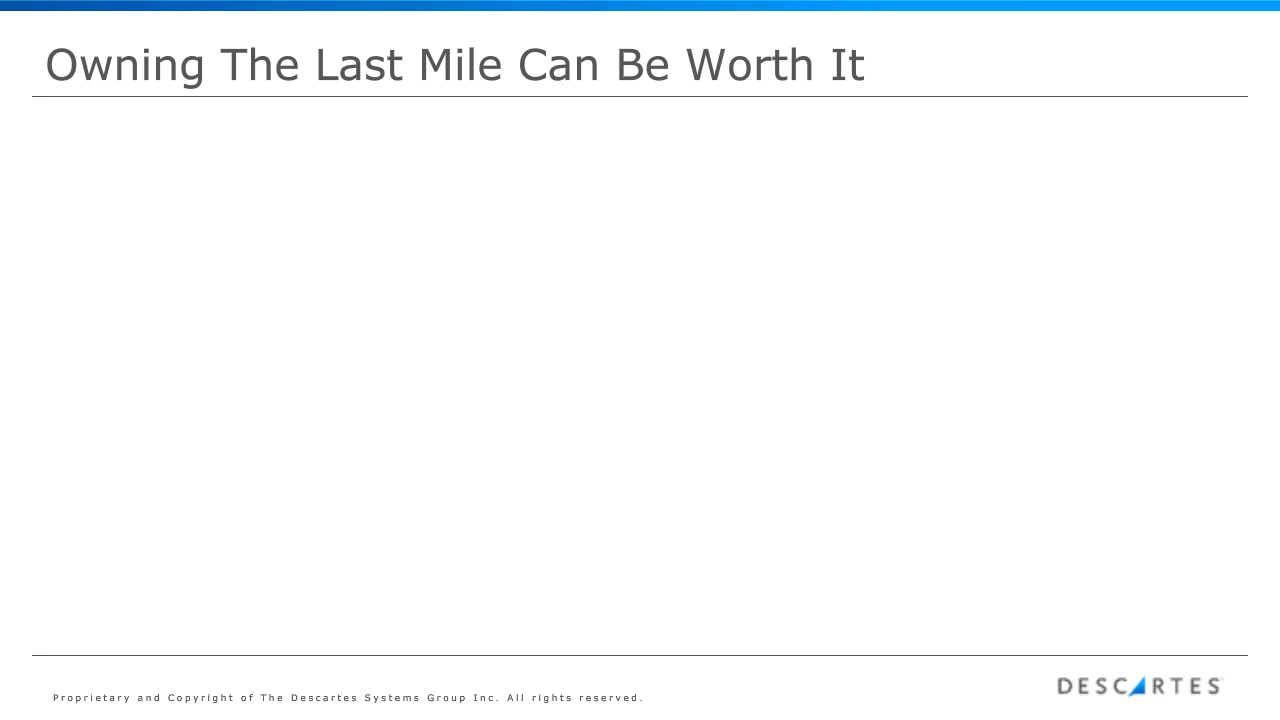 Owning The Last Mile Can Be Worth It
Proprietary and Copyright of The Descartes Systems Group Inc. All rights reserved.
DESCARTES